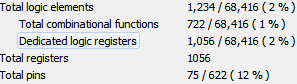 Total logic elements 1,234 / 68,416 ( 2 % )
Total combinational functions 722 / 68,416 ( 1 % )
Dedicated logic registers 1,056 / 68,416 ( 2 % )
Total registers 1056
Total pins 75 / 622 ( 12 % )